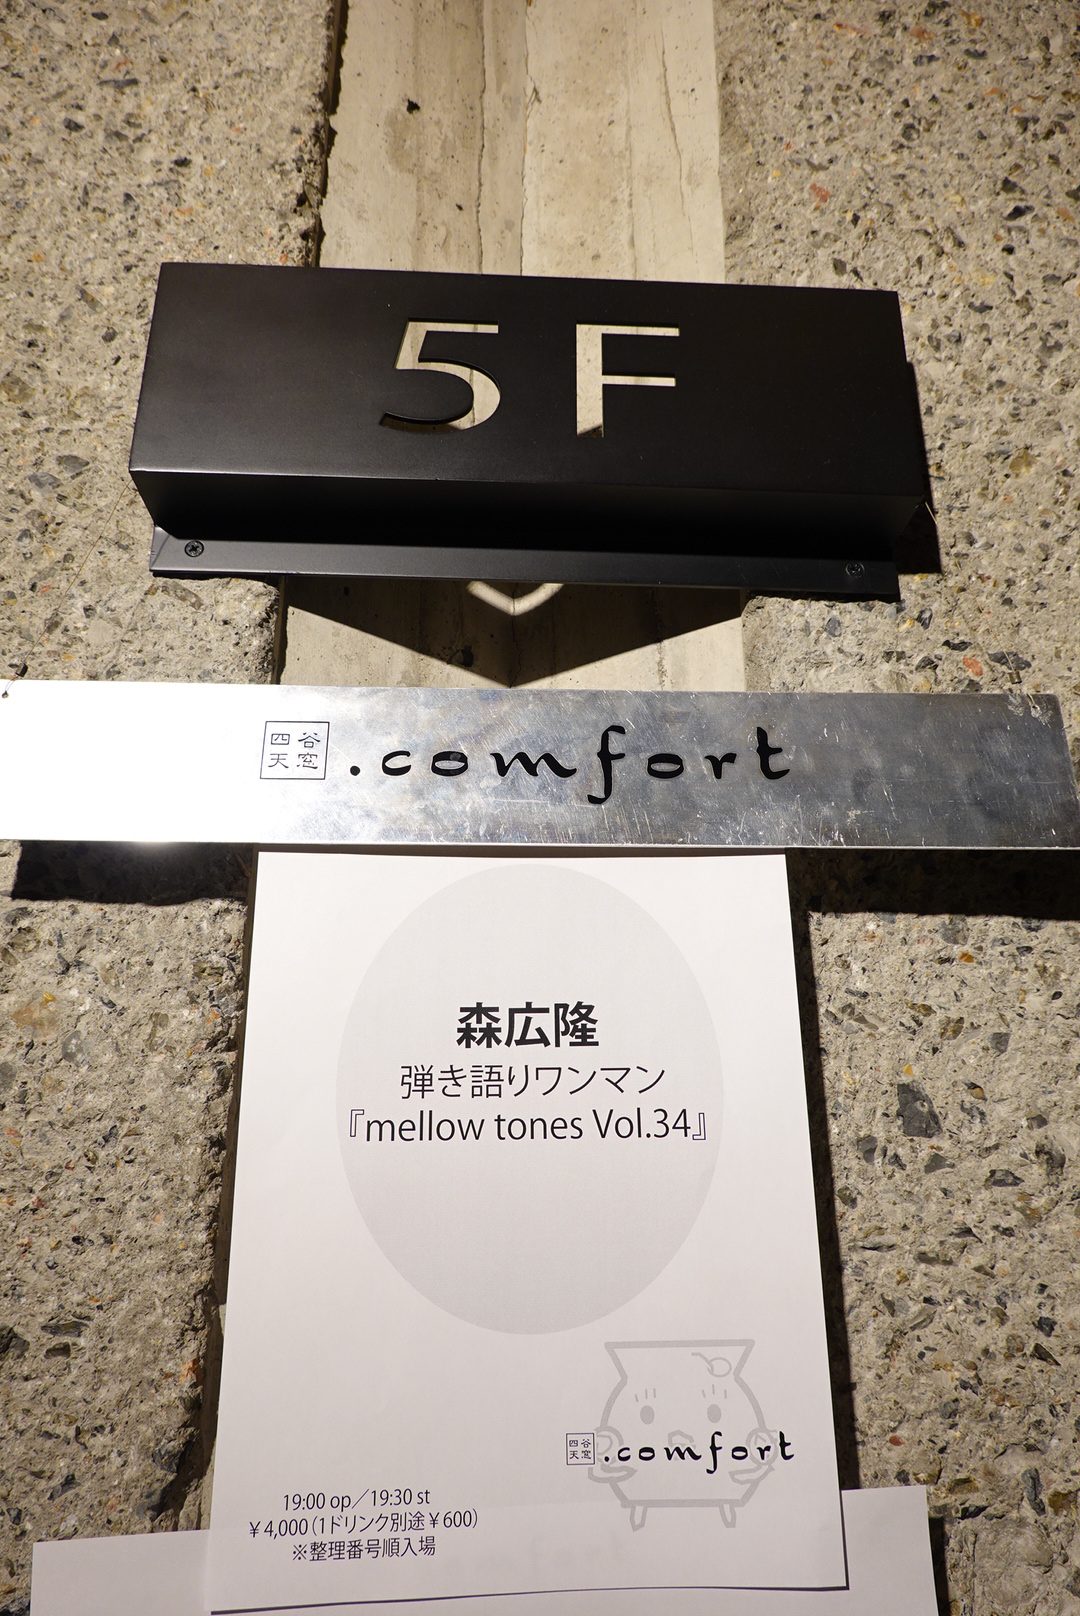 5F
四谷
天窓
.comfort
森広隆
弾き語りワンマン
『mellow tones Vol.34』
四谷
天窓
.comfort
19:00 op／19:30 st
￥4,000（1ドリンク別途￥600）
※整理番号順入場